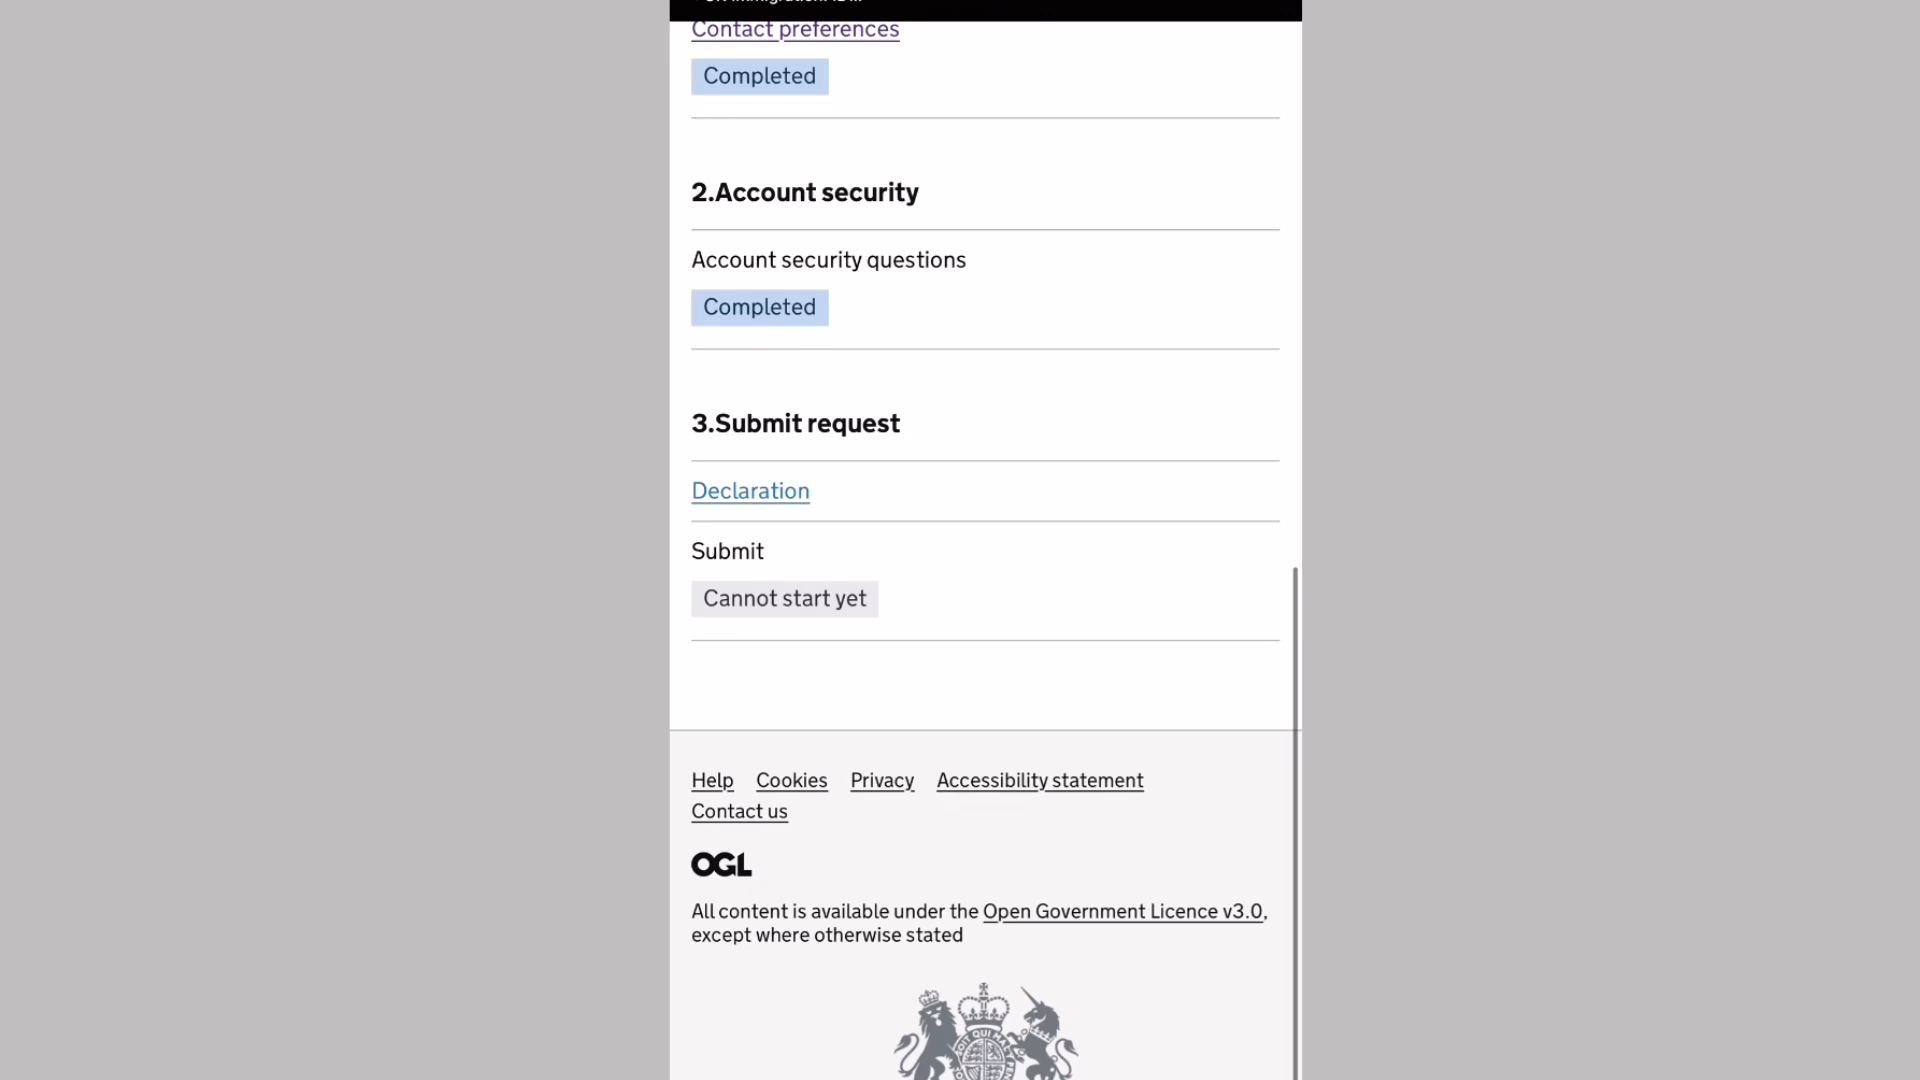 Contact preferences
Completed
2.Account security
Account security questions
Completed
3.Submit request
Declaration
Submit
Cannot start yet
Help Cookies Privacy Accessibility statement
Contact us
OGL
All content is available under the Open Government Licence v3.0,
except where otherwise stated